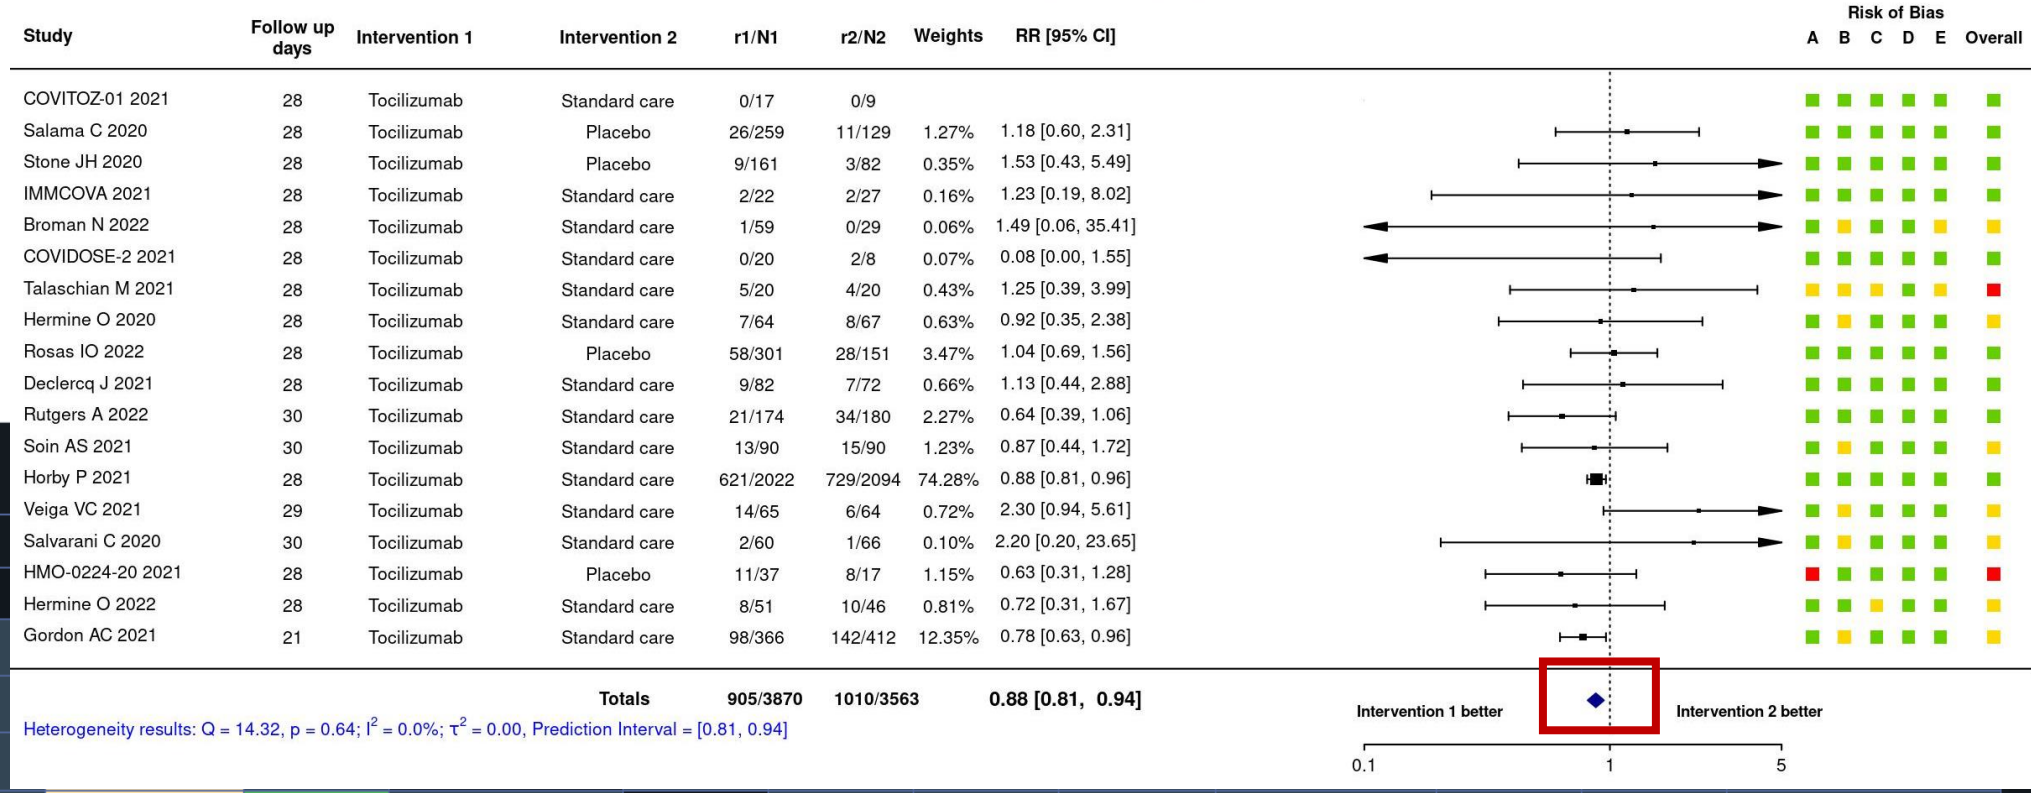 Risk of Bias
Study Follow up days Intervention 1 Intervention 2 r1/N1 r2/N2 Weights RR [95% CI] A B C D E Overall
COVITOZ-01 2021 28 Tocilizumab Standard care 0/17 0/9
Salama C 2020 28 Tocilizumab Placebo 26/259 11/129 1.27% 1.18 [0.60, 2.31]
Stone JH 2020 28 Tocilizumab Placebo 9/161 3/82 0.35% 1.53 [0.43, 5.49]
IMMCOVA 2021 28 Tocilizumab Standard care 2/22 2/27 0.16% 1.23 [0.19, 8.02]
Broman N 2022 28 Tocilizumab Standard care 1/59 0/29 0.06% 1.49 [0.06, 35.41]
COVIDOSE-2 2021 28 Tocilizumab Standard care 0/20 2/8 0.07% 0.08 [0.00, 1.55]
Talaschian M 2021 28 Tocilizumab Standard care 5/20 4/20 0.43% 1.25 [0.39, 3.99]
Hermine O 2020 28 Tocilizumab Standard care 7/64 8/67 0.63% 0.92 [0.35, 2.38]
Rosas IO 2022 28 Tocilizumab Placebo 58/301 28/151 3.47% 1.04 [0.69, 1.56]
Declercq J 2021 28 Tocilizumab Standard care 9/82 7/72 0.66% 1.13 [0.44, 2.88]
Rutgers A 2022 30 Tocilizumab Standard care 21/174 34/180 2.27% 0.64 [0.39, 1.06]
Soin AS 2021 30 Tocilizumab Standard care 13/90 15/90 1.23% 0.87 [0.44, 1.72]
Horby P 2021 28 Tocilizumab Standard care 621/2022 729/2094 74.28% 0.88 [0.81, 0.96]
Veiga VC 2021 29 Tocilizumab Standard care 14/65 6/64 0.72% 2.30 [0.94, 5.61]
Salvarani C 2020 30 Tocilizumab Standard care 2/60 1/66 0.10% 2.20 [0.20, 23.65]
HMO-0224-20 2021 28 Tocilizumab Placebo 11/37 8/17 1.15% 0.63 [0.31, 1.28]
Hermine O 2022 28 Tocilizumab Standard care 8/51 10/46 0.81% 0.72 [0.31, 1.67]
Gordon AC 2021 21 Tocilizumab Standard care 98/366 142/412 12.35% 0.78 [0.63, 0.96]
Totals 905/3870 1010/3563 0.88 [0.81, 0.94]
Intervention 1 better Intervention 2 better
Heterogeneity results: Q = 14.32, p = 0.64; I² = 0.0%; τ² = 0.00, Prediction Interval = [0.81, 0.94]
0.1 1 5